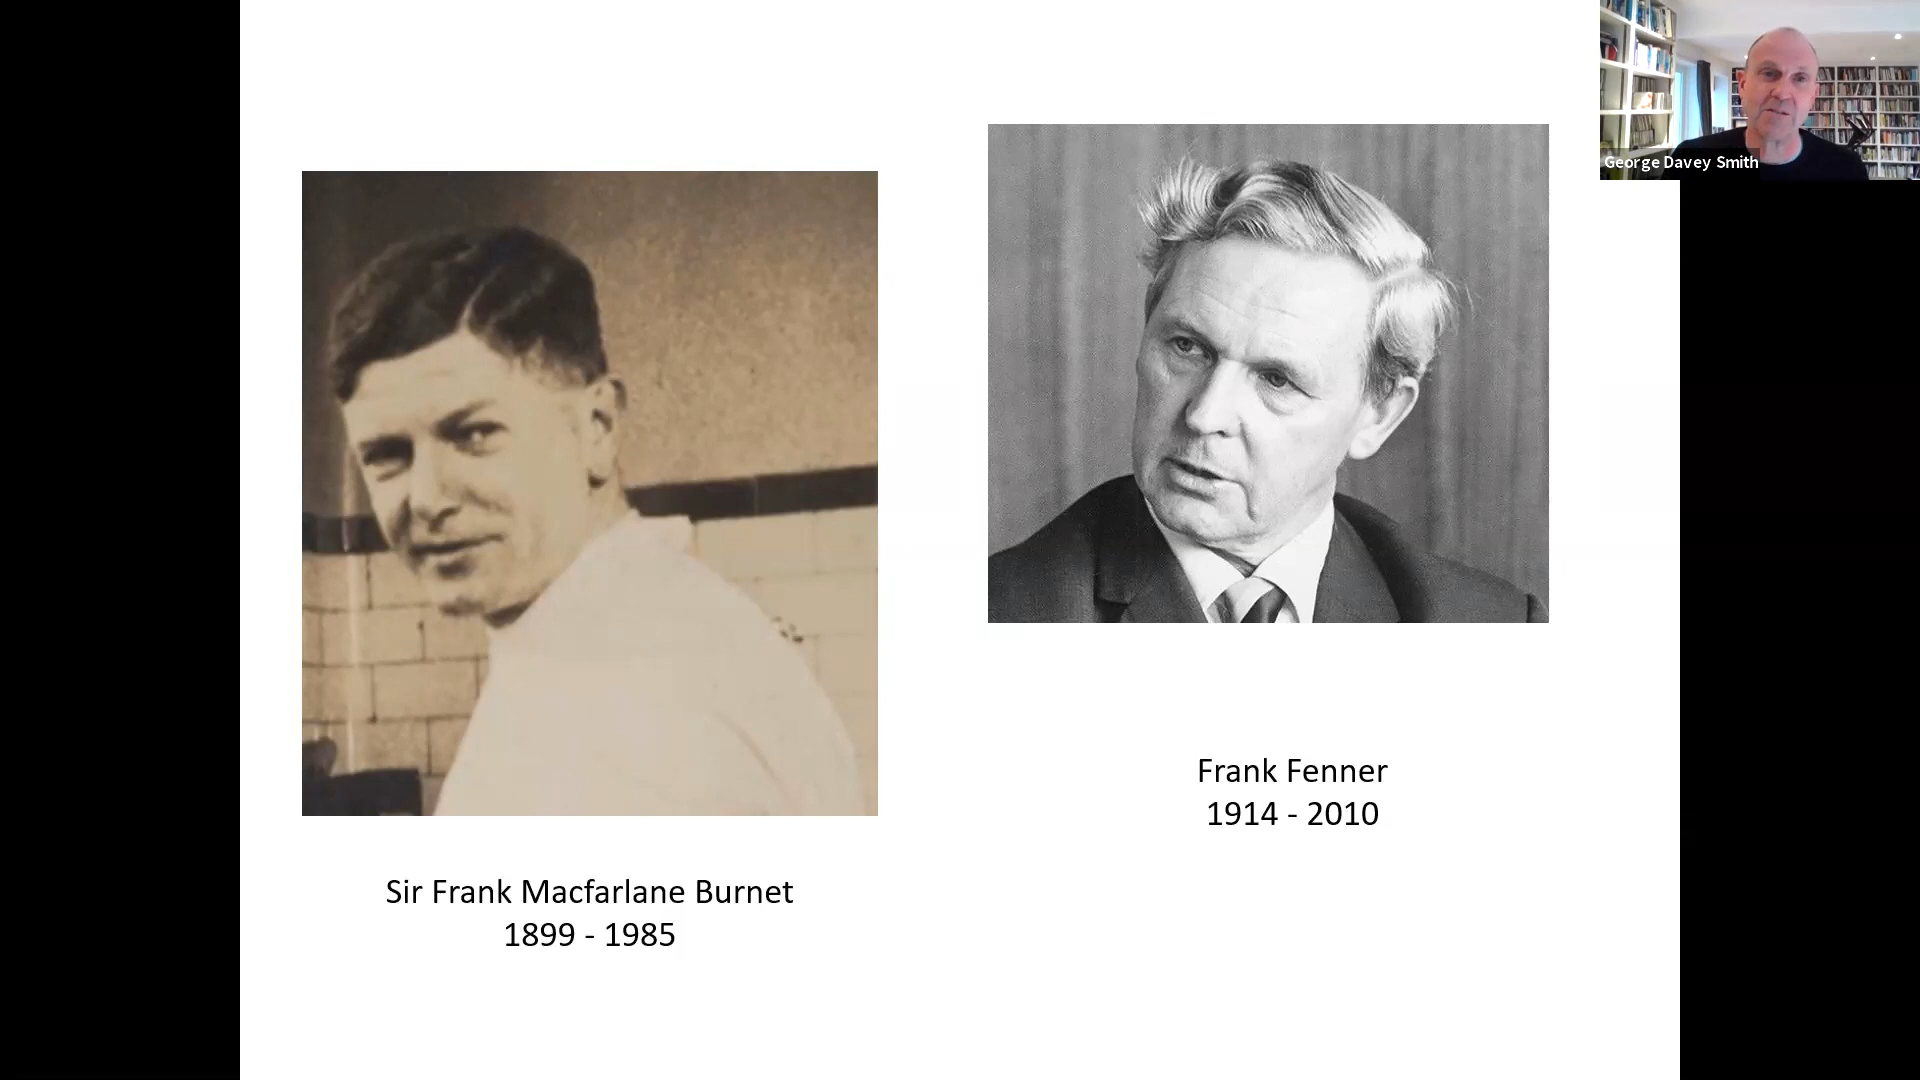 George Davey Smith
Frank Fenner
1914 - 2010
Sir Frank Macfarlane Burnet
1899 - 1985